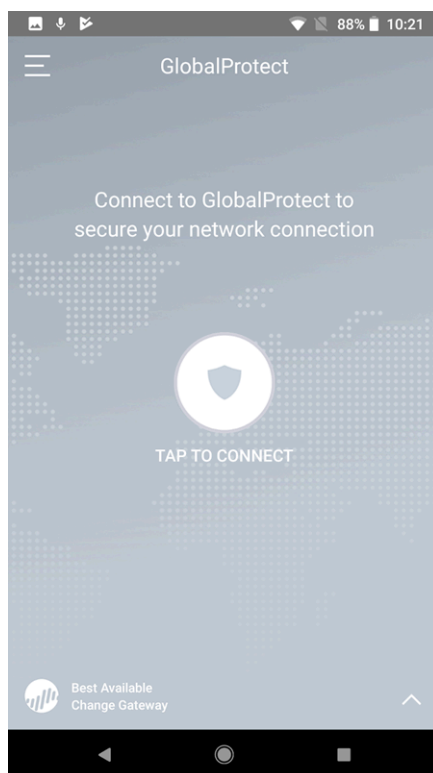 88% 10:21
GlobalProtect
Connect to GlobalProtect to
secure your network connection
TAP TO CONNECT
Best Available
Change Gateway